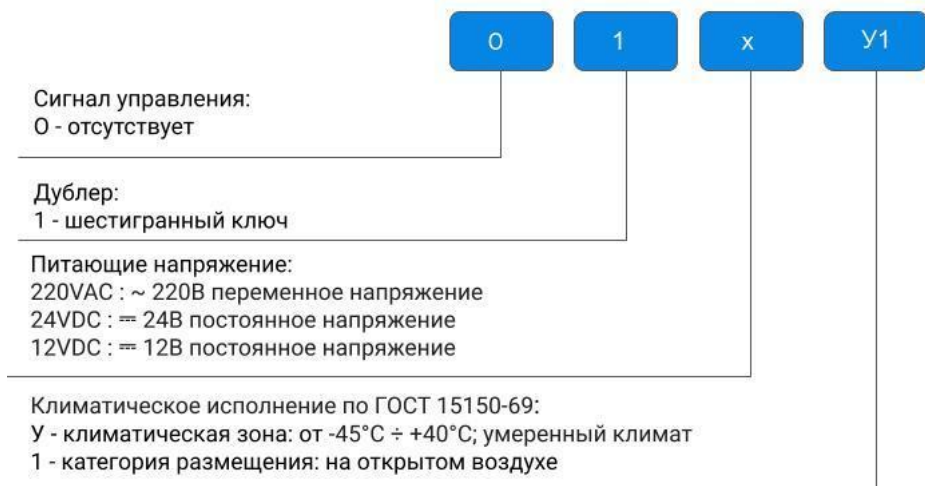 О 1 х У1
Сигнал управления:
О - отсутствует
Дублер:
1 - шестигранный ключ
Питающие напряжение:
220VAC : ~ 220В переменное напряжение
24VDC : ⎓ 24В постоянное напряжение
12VDC : ⎓ 12В постоянное напряжение
Климатическое исполнение по ГОСТ 15150-69:
У - климатическая зона: от -45°C ÷ +40°C; умеренный климат
1 - категория размещения: на открытом воздухе